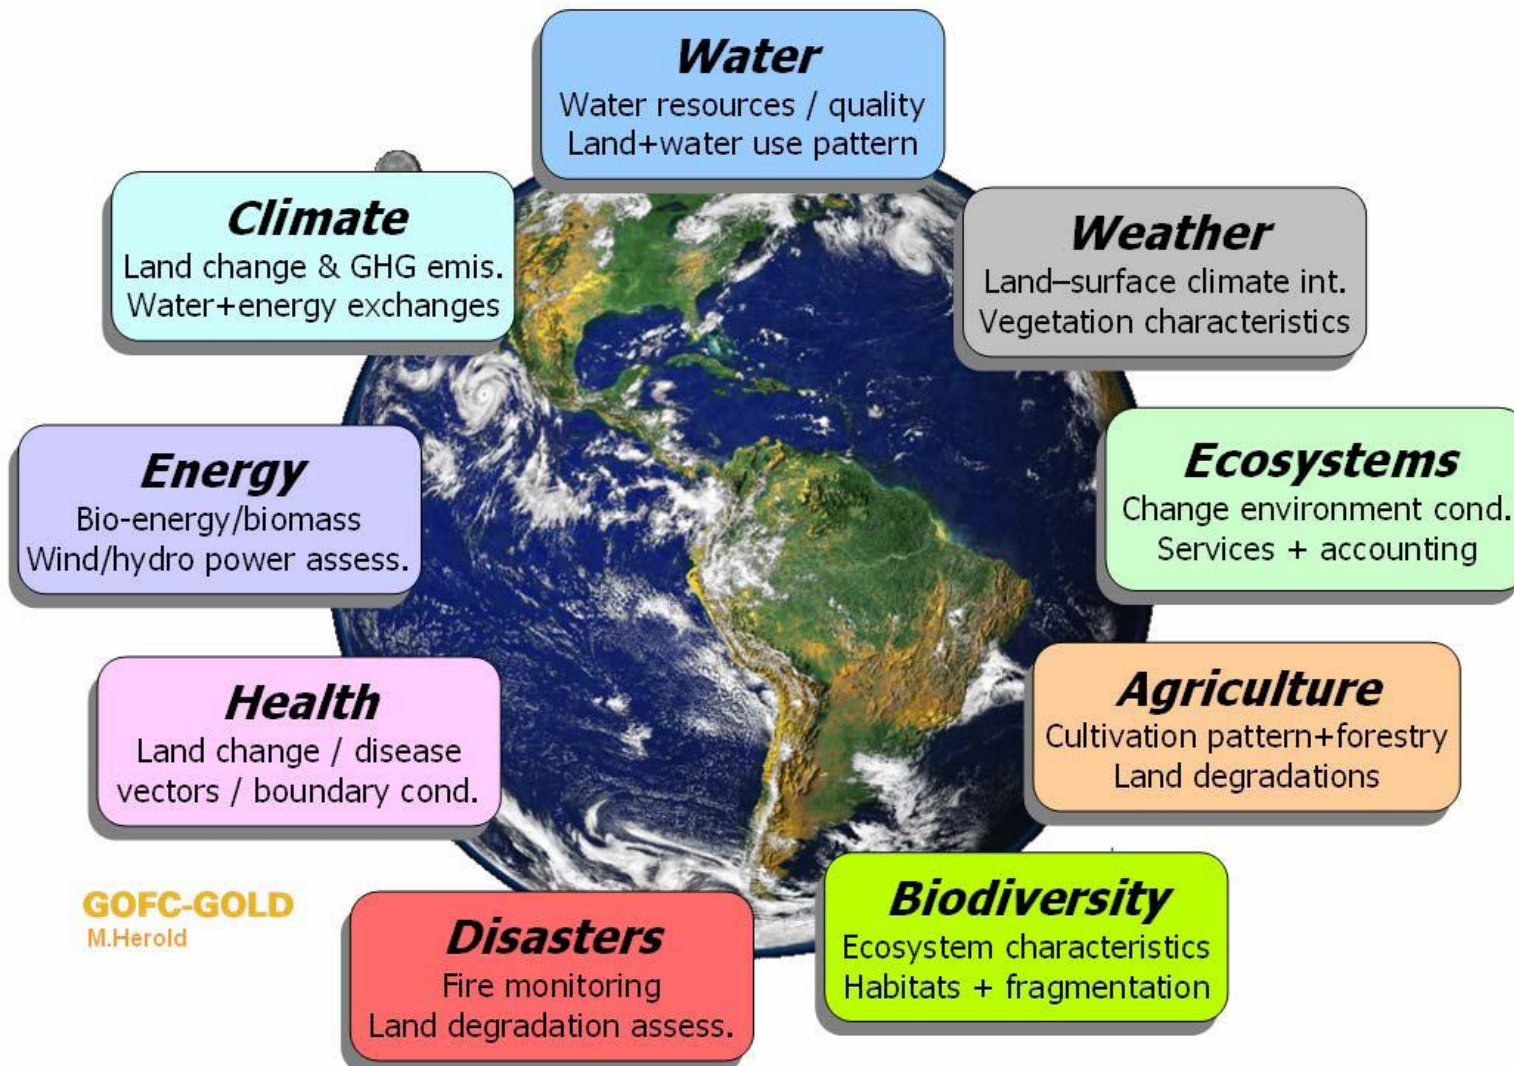 Water
Water resources / quality
Land+water use pattern
Climate
Land change & GHG emis.
Water+energy exchanges
Weather
Land–surface climate int.
Vegetation characteristics
Energy
Bio-energy/biomass
Wind/hydro power assess.
Ecosystems
Change environment cond.
Services + accounting
Health
Land change / disease
vectors / boundary cond.
Agriculture
Cultivation pattern+forestry
Land degradations
GOFC-GOLD
M.Herold
Disasters
Fire monitoring
Land degradation assess.
Biodiversity
Ecosystem characteristics
Habitats + fragmentation